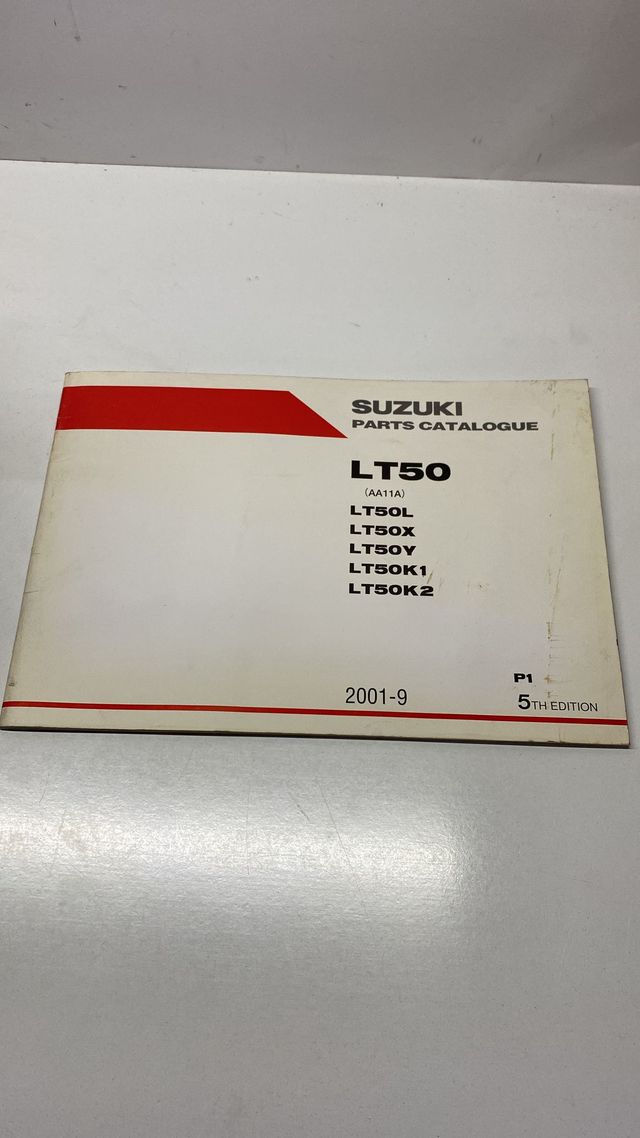 SUZUKI
PARTS CATALOGUE
LT50
(AA11A)
LT50L
LT50X
LT50Y
LT50K1
LT50K2
P1
2001-9
5TH EDITION